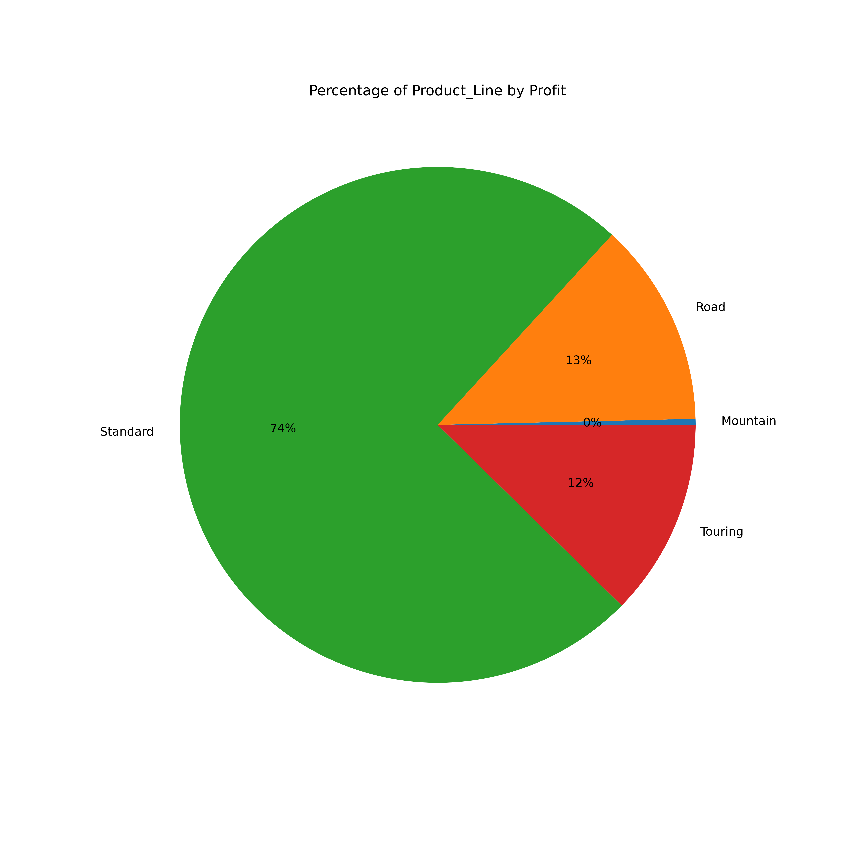 Percentage of Product_Line by Profit
Road
13%
Mountain
0%
Standard
74%
12%
Touring